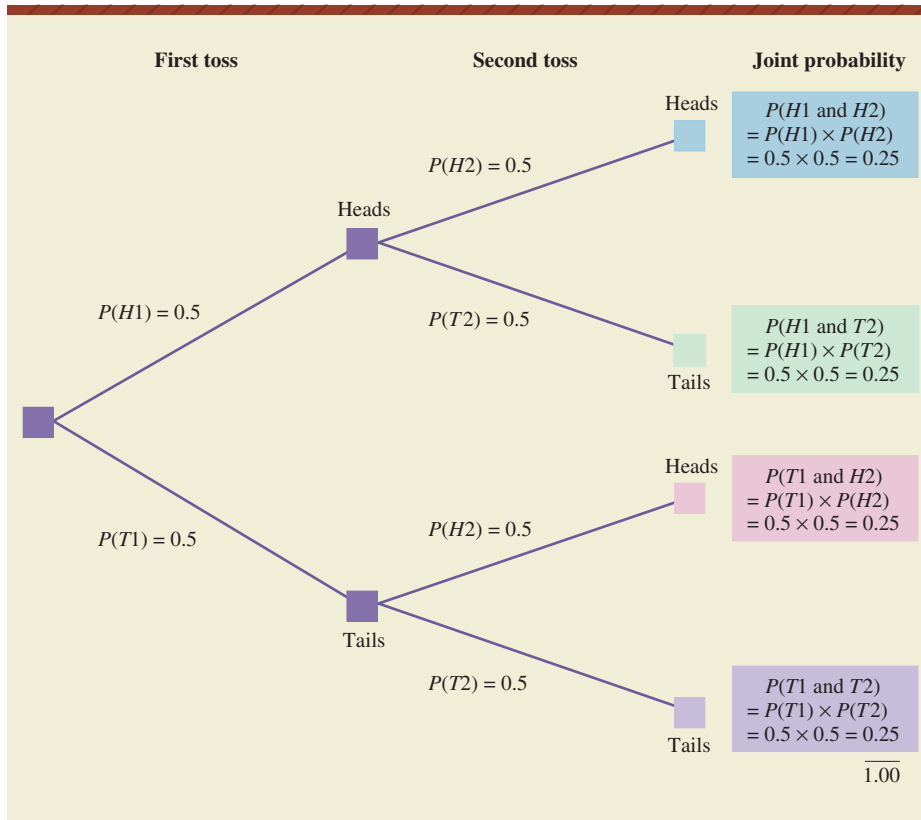 First toss
Second toss
Joint probability
Heads
P(H1 and H2)
= P(H1) × P(H2)
= 0.5 × 0.5 = 0.25
P(H2) = 0.5
Heads
P(H1) = 0.5
P(T2) = 0.5
P(H1 and T2)
= P(H1) × P(T2)
= 0.5 × 0.5 = 0.25
Tails
Heads
P(T1 and H2)
= P(T1) × P(H2)
= 0.5 × 0.5 = 0.25
P(T1) = 0.5
P(H2) = 0.5
Tails
P(T2) = 0.5
P(T1 and T2)
= P(T1) × P(T2)
= 0.5 × 0.5 = 0.25
Tails
1.00